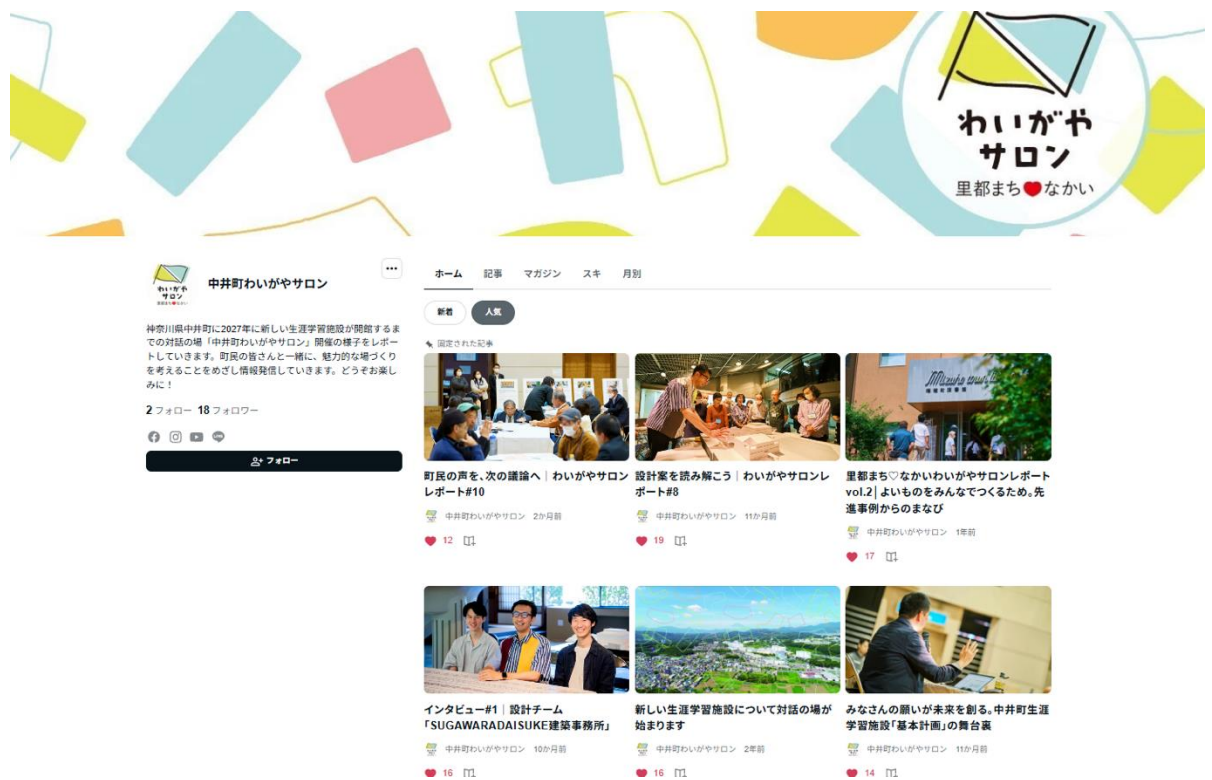 わいがや
サロン
里都まち♥なかい
わいがや
サロン
中井町わいがやサロン
神奈川県中井町に2027年に新しい生涯学習施設が開館するま
での対話の場「中井町わいがやサロン」開催の様子をレポー
トしていきます。町民の皆さんと一緒に、魅力的な場づくり
を考えることをめざし情報発信していきます。どうぞお楽し
みに！
2 フォロー 18 フォロワー
フォロー
ホーム 記事 マガジン スキ 月別
新着 人気
固定された記事
町民の声を、次の議論へ｜わいがやサロン
レポート#10
中井町わいがやサロン 2か月前
12
設計案を読み解こう｜わいがやサロンレ
ポート#8
中井町わいがやサロン 11か月前
19
里都まち♡なかいわいがやサロンレポート
vol.2│よいものをみんなでつくるため。先
進事例からのまなび
中井町わいがやサロン 1年前
17
インタビュー#1｜設計チーム
「SUGAWARADAISUKE建築事務所」
中井町わいがやサロン 10か月前
16
新しい生涯学習施設について対話の場が
始まります
中井町わいがやサロン 2年前
16
みなさんの願いが未来を創る。中井町生涯
学習施設「基本計画」の舞台裏
中井町わいがやサロン 11か月前
14